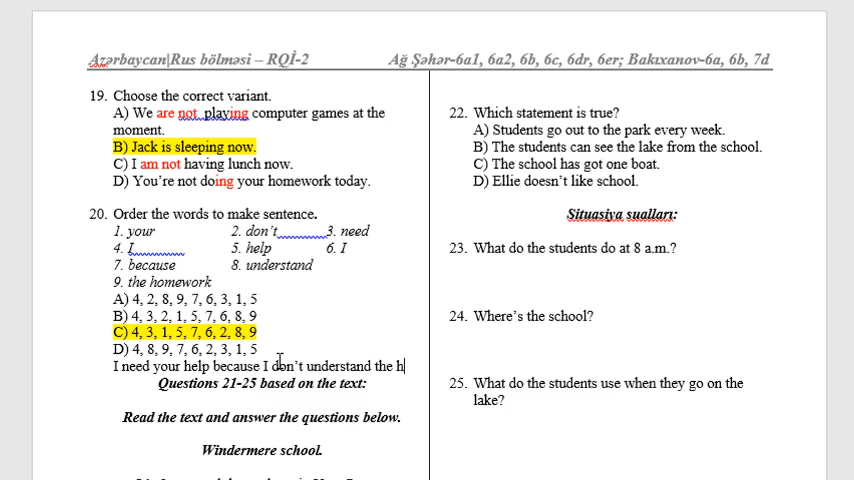 Azərbaycan|Rus bölməsi – RQİ-2
Ağ Şəhər-6a1, 6a2, 6b, 6c, 6dr, 6er; Bakıxanov-6a, 6b, 7d
19. Choose the correct variant.
A) We are not playing computer games at the
moment.
B) Jack is sleeping now.
C) I am not having lunch now.
D) You’re not doing your homework today.
20. Order the words to make sentence.
1. your 2. don’t 3. need
4. I 5. help 6. I
7. because 8. understand
9. the homework
A) 4, 2, 8, 9, 7, 6, 3, 1, 5
B) 4, 3, 2, 1, 5, 7, 6, 8, 9
C) 4, 3, 1, 5, 7, 6, 2, 8, 9
D) 4, 8, 9, 7, 6, 2, 3, 1, 5
I need your help because I don’t understand the h
Questions 21-25 based on the text:
Read the text and answer the questions below.
Windermere school.
22. Which statement is true?
A) Students go out to the park every week.
B) The students can see the lake from the school.
C) The school has got one boat.
D) Ellie doesn’t like school.
Situasiya sualları:
23. What do the students do at 8 a.m.?
24. Where’s the school?
25. What do the students use when they go on the
lake?